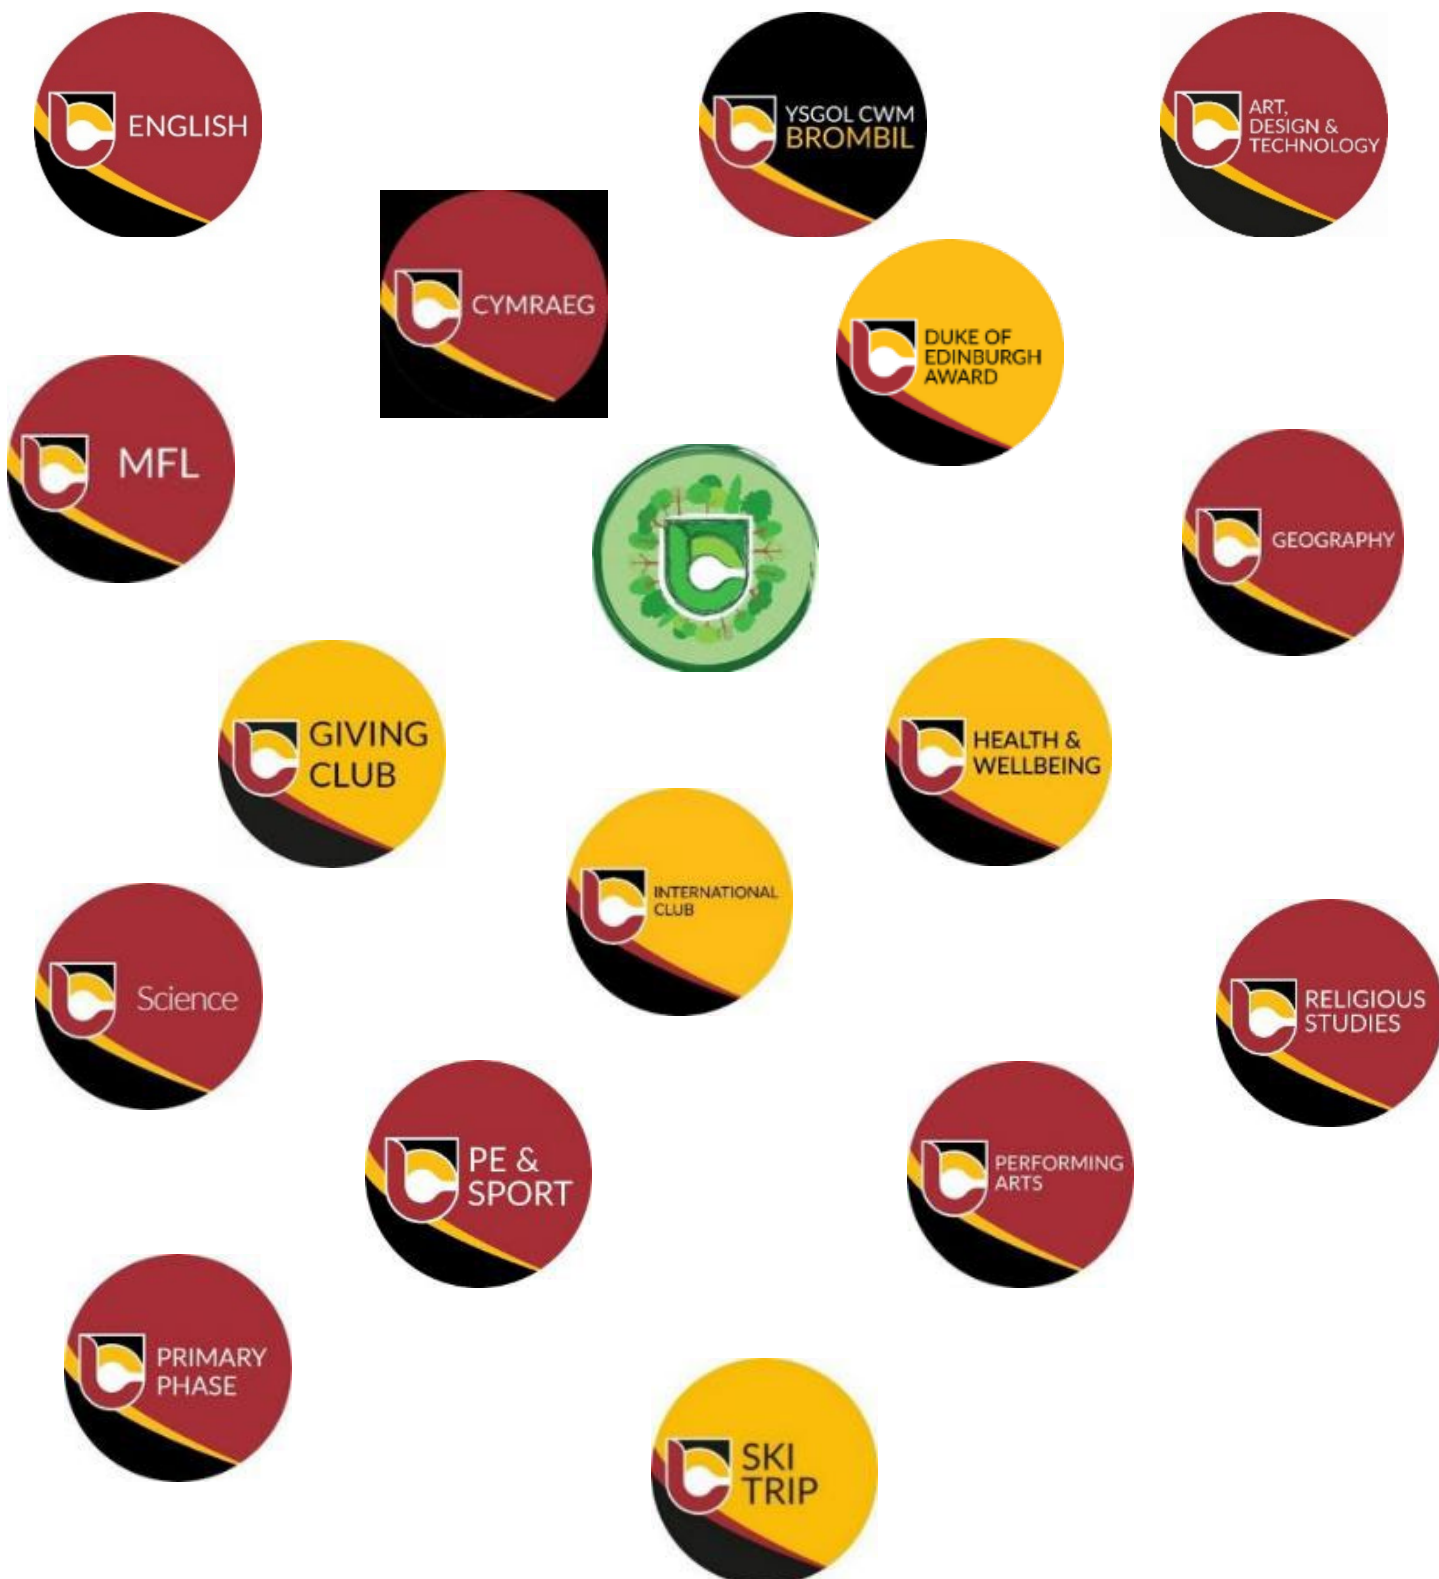 ENGLISH
YSGOL CWM
BROMBIL
ART,
DESIGN &
TECHNOLOGY
CYMRAEG
DUKE OF
EDINBURGH
AWARD
MFL
GEOGRAPHY
GIVING
CLUB
HEALTH &
WELLBEING
INTERNATIONAL
CLUB
Science
RELIGIOUS
STUDIES
PE &
SPORT
PERFORMING
ARTS
PRIMARY
PHASE
SKI
TRIP